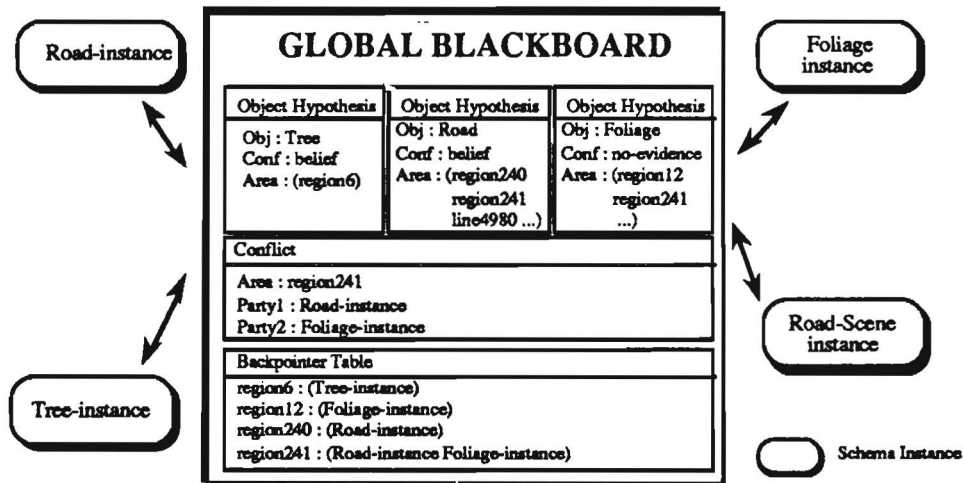 GLOBAL BLACKBOARD
Road-instance
Foliage
instance
Object Hypothesis
Obj : Tree
Conf : belief
Area : (region6)
Object Hypothesis
Obj : Road
Conf : belief
Area : (region240
region241
line4980 ...)
Object Hypothesis
Obj : Foliage
Conf : no-evidence
Area : (region12
region241
...)
Conflict
Area : region241
Party1 : Road-instance
Party2 : Foliage-instance
Road-Scene
instance
Tree-instance
Backpointer Table
region6 : (Tree-instance)
region12 : (Foliage-instance)
region240 : (Road-instance)
region241 : (Road-instance Foliage-instance)
Schema Instance